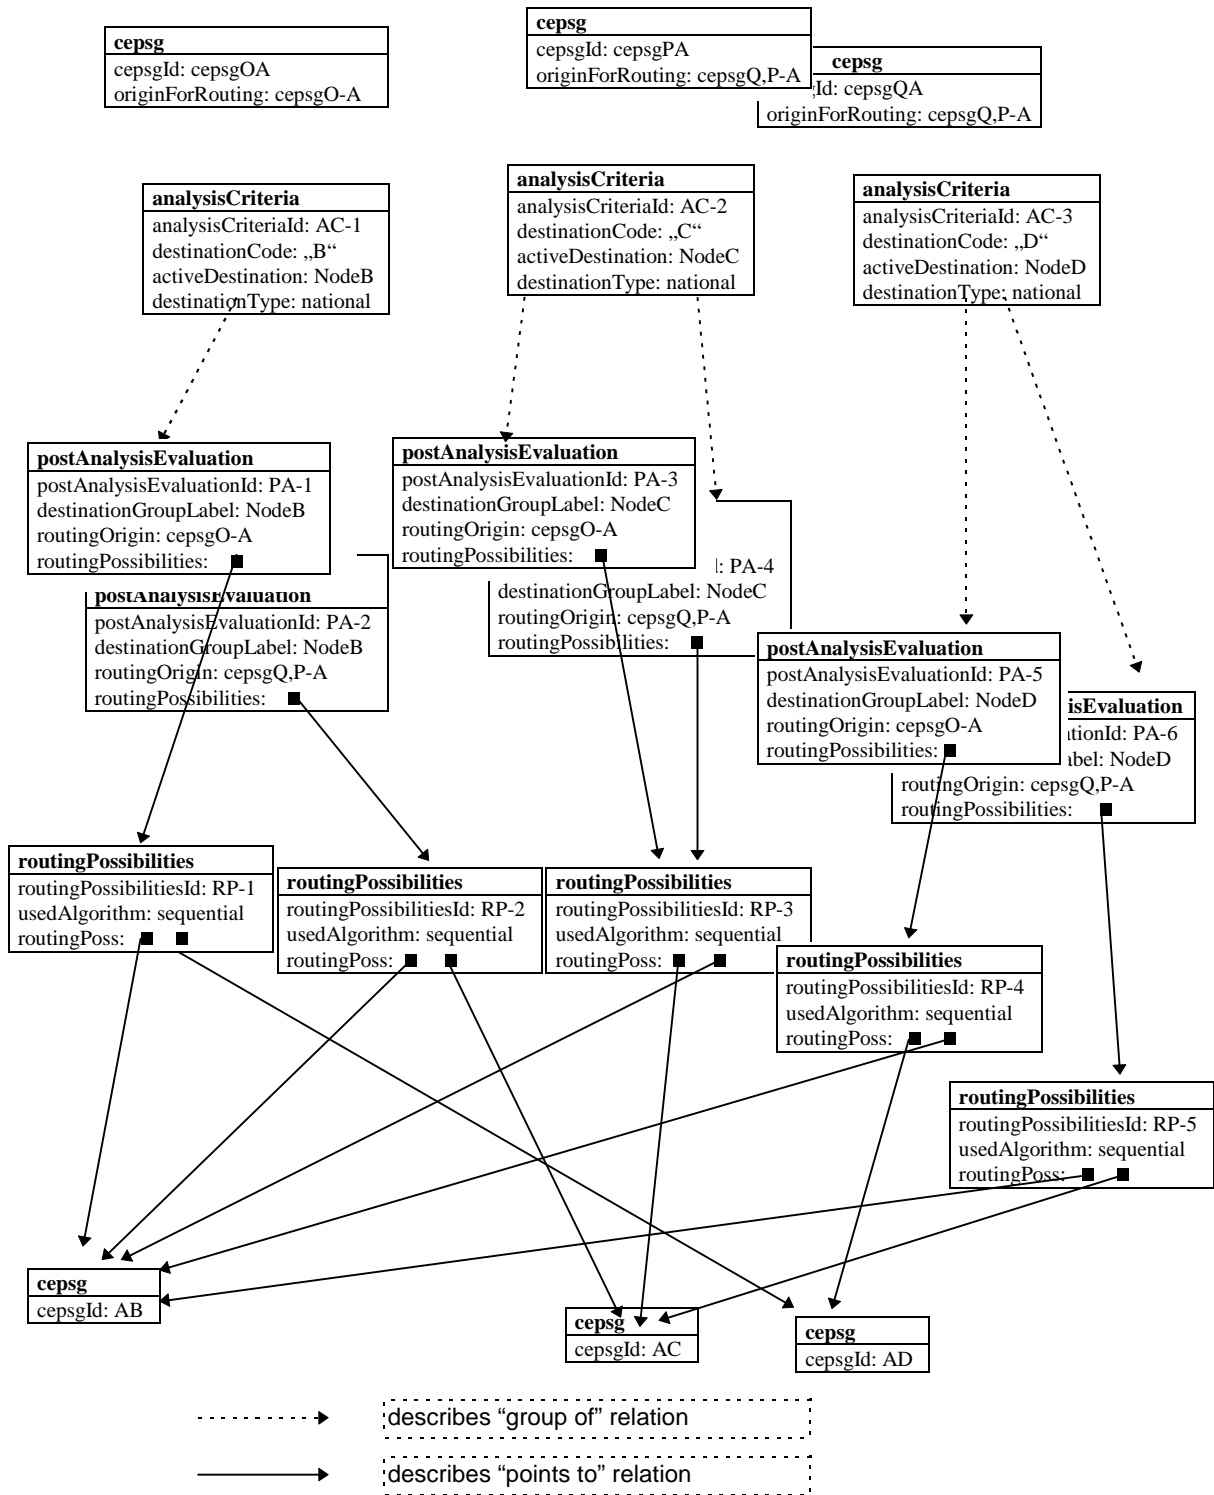 cepsg
cepsgId: cepsgOA
originForRouting: cepsgO-A
cepsg
cepsgId: cepsgPA
originForRouting: cepsgQ,P-A
cepsg
Id: cepsgQA
originForRouting: cepsgQ,P-A
analysisCriteria
analysisCriteriaId: AC-1
destinationCode: „B“
activeDestination: NodeB
destinationType: national
analysisCriteria
analysisCriteriaId: AC-2
destinationCode: „C“
activeDestination: NodeC
destinationType: national
analysisCriteria
analysisCriteriaId: AC-3
destinationCode: „D“
activeDestination: NodeD
destinationType: national
postAnalysisEvaluation
postAnalysisEvaluationId: PA-1
destinationGroupLabel: NodeB
routingOrigin: cepsgO-A
routingPossibilities:
postAnalysisEvaluation
postAnalysisEvaluationId: PA-2
destinationGroupLabel: NodeB
routingOrigin: cepsgQ,P-A
routingPossibilities:
postAnalysisEvaluation
postAnalysisEvaluationId: PA-3
destinationGroupLabel: NodeC
routingOrigin: cepsgO-A
routingPossibilities:
: PA-4
destinationGroupLabel: NodeC
routingOrigin: cepsgQ,P-A
routingPossibilities:
postAnalysisEvaluation
postAnalysisEvaluationId: PA-5
destinationGroupLabel: NodeD
routingOrigin: cepsgO-A
routingPossibilities:
isEvaluation
tionId: PA-6
abel: NodeD
routingOrigin: cepsgQ,P-A
routingPossibilities:
routingPossibilities
routingPossibilitiesId: RP-1
usedAlgorithm: sequential
routingPoss:
routingPossibilities
routingPossibilitiesId: RP-2
usedAlgorithm: sequential
routingPoss:
routingPossibilities
routingPossibilitiesId: RP-3
usedAlgorithm: sequential
routingPoss:
routingPossibilities
routingPossibilitiesId: RP-4
usedAlgorithm: sequential
routingPoss:
routingPossibilities
routingPossibilitiesId: RP-5
usedAlgorithm: sequential
routingPoss:
cepsg
cepsgId: AB
cepsg
cepsgId: AC
cepsg
cepsgId: AD
describes “group of” relation
describes “points to” relation